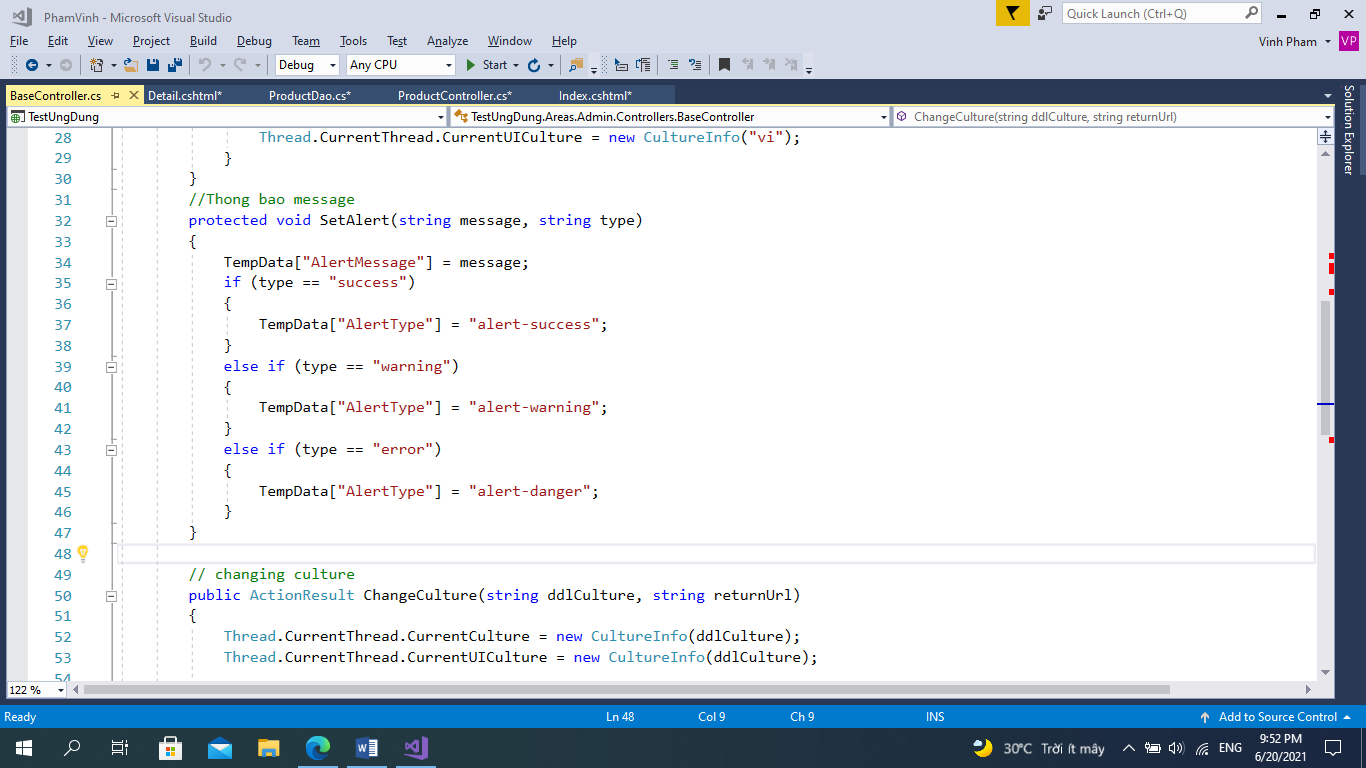 PhamVinh - Microsoft Visual Studio
Quick Launch (Ctrl+Q)
File Edit View Project Build Debug Team Tools Test Analyze Window Help
Vinh Pham VP
Debug Any CPU Start
BaseController.cs Detail.cshtml* ProductDao.cs* ProductController.cs* Index.cshtml*
Solution Explorer
TestUngDung TestUngDung.Areas.Admin.Controllers.BaseController ChangeCulture(string ddlCulture, string returnUrl)
28 Thread.CurrentThread.CurrentUICulture = new CultureInfo("vi");
29 }
30 }
31 //Thong bao message
32 protected void SetAlert(string message, string type)
33 {
34 TempData["AlertMessage"] = message;
35 if (type == "success")
36 {
37 TempData["AlertType"] = "alert-success";
38 }
39 else if (type == "warning")
40 {
41 TempData["AlertType"] = "alert-warning";
42 }
43 else if (type == "error")
44 {
45 TempData["AlertType"] = "alert-danger";
46 }
47 }
48
49 // changing culture
50 public ActionResult ChangeCulture(string ddlCulture, string returnUrl)
51 {
52 Thread.CurrentThread.CurrentCulture = new CultureInfo(ddlCulture);
53 Thread.CurrentThread.CurrentUICulture = new CultureInfo(ddlCulture);
54
122 %
Ready Ln 48 Col 9 Ch 9 INS Add to Source Control
30°C Trời ít mây ENG 9:52 PM
6/20/2021